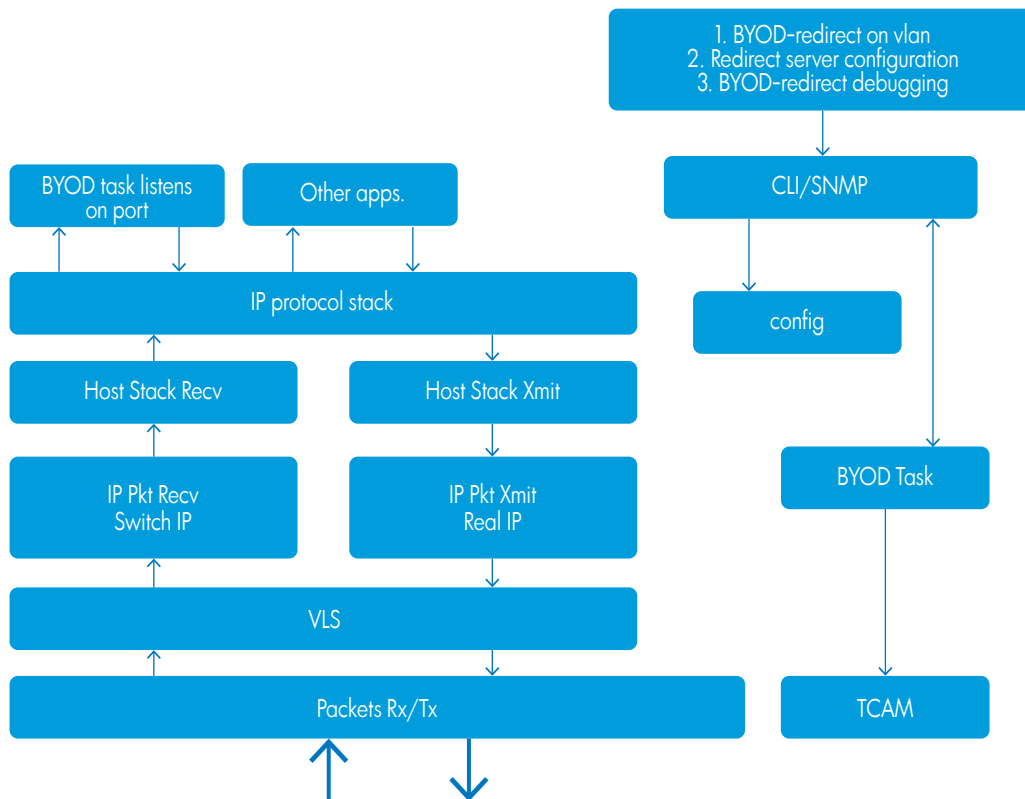 1. BYOD-redirect on vlan
2. Redirect server configuration
3. BYOD-redirect debugging
BYOD task listens
on port
Other apps.
CLI/SNMP
IP protocol stack
config
Host Stack Recv
Host Stack Xmit
IP Pkt Recv
Switch IP
IP Pkt Xmit
Real IP
BYOD Task
VLS
Packets Rx/Tx
TCAM